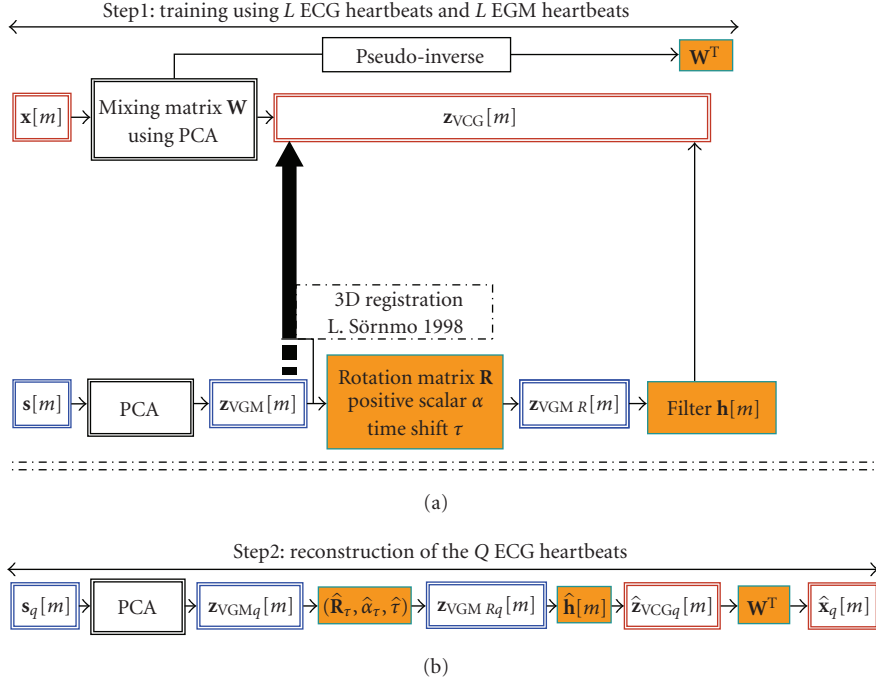 Step1: training using L ECG heartbeats and L EGM heartbeats
Pseudo-inverse
W^T
x[m]
Mixing matrix W
using PCA
z_VCG[m]
3D registration
L. Sörnmo 1998
s[m]
PCA
z_VGM[m]
Rotation matrix R
positive scalar α
time shift τ
z_VGM R[m]
Filter h[m]
(a)
Step2: reconstruction of the Q ECG heartbeats
s_q[m]
PCA
z_VGMq[m]
(R̂_τ, α̂_τ, τ̂)
z_VGM Rq[m]
ĥ[m]
ẑ_VCGq[m]
W^T
x̂_q[m]
(b)